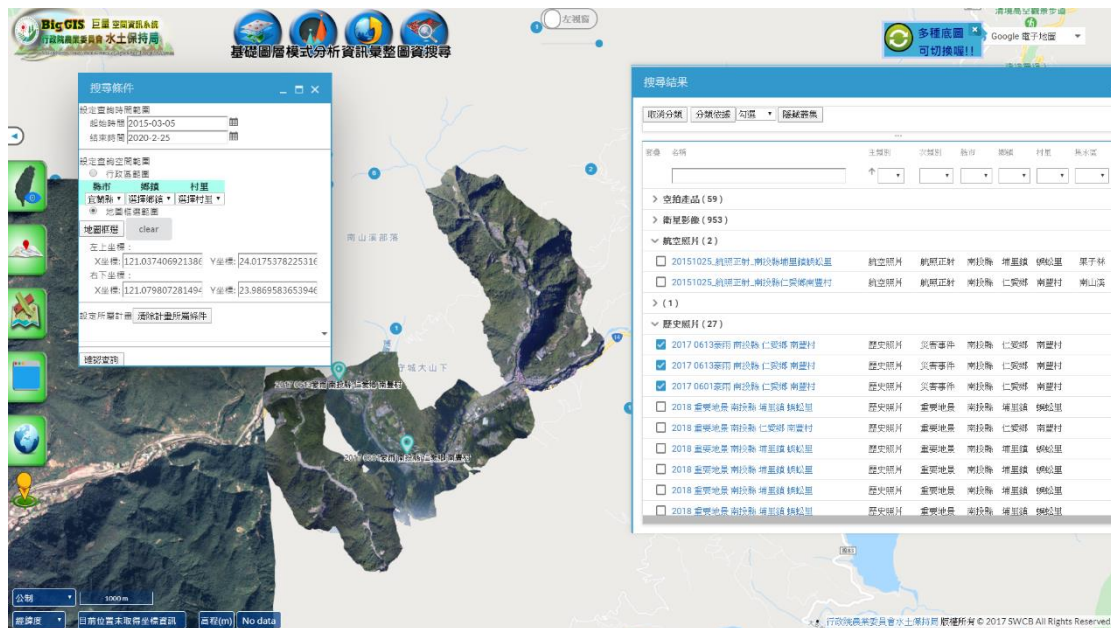 BigGIS 巨量空間資訊系統
行政院農業委員會 水土保持局
基礎圖層模式分析資訊彙整圖資搜尋
左視窗
多種底圖
可切換喔!!
Google 電子地圖
搜尋條件
設定查詢時間範圍
起始時間 2015-03-05
結束時間 2020-2-25
設定查詢空間範圍
行政區範圍
縣市 鄉鎮 村里
宜蘭縣 選擇鄉鎮 選擇村里
地圖框選範圍
地圖框選 clear
左上坐標:
X坐標: 121.037406921386 Y坐標: 24.0175378225316
右下坐標:
X坐標: 121.079807281494 Y坐標: 23.9869583653946
設定所屬計畫 清除計畫所屬條件
確認查詢
搜尋結果
取消分類 分類依據 勾選 隱藏叢集
名稱 主類別 次類別 縣市 鄉鎮 村里 集水區
空拍產品 (59)
衛星影像 (953)
航空照片 (2)
20151025_航照正射_南投縣埔里鎮蜈蚣里 航空照片 航照正射 南投縣 埔里鎮 蜈蚣里 果子林
20151025_航照正射_南投縣仁愛鄉南豐村 航空照片 航照正射 南投縣 仁愛鄉 南豐村 南山溪
(1)
歷史照片 (27)
2017 0613豪雨 南投縣 仁愛鄉 南豐村 歷史照片 災害事件 南投縣 仁愛鄉 南豐村
2017 0613豪雨 南投縣 仁愛鄉 南豐村 歷史照片 災害事件 南投縣 仁愛鄉 南豐村
2017 0601豪雨 南投縣 仁愛鄉 南豐村 歷史照片 災害事件 南投縣 仁愛鄉 南豐村
2018 重要地景 南投縣 埔里鎮 蜈蚣里 歷史照片 重要地景 南投縣 埔里鎮 蜈蚣里
2018 重要地景 南投縣 仁愛鄉 南豐村 歷史照片 重要地景 南投縣 仁愛鄉 南豐村
2018 重要地景 南投縣 埔里鎮 蜈蚣里 歷史照片 重要地景 南投縣 埔里鎮 蜈蚣里
2018 重要地景 南投縣 埔里鎮 蜈蚣里 歷史照片 重要地景 南投縣 埔里鎮 蜈蚣里
2018 重要地景 南投縣 埔里鎮 蜈蚣里 歷史照片 重要地景 南投縣 埔里鎮 蜈蚣里
2018 重要地景 南投縣 埔里鎮 蜈蚣里 歷史照片 重要地景 南投縣 埔里鎮 蜈蚣里
南山溪部落
守城大山下
公制
1000 m
經緯度 目前位置未取得坐標資訊 高程(m) No data
行政院農業委員會水土保持局 版權所有 © 2017 SWCB All Rights Reserved